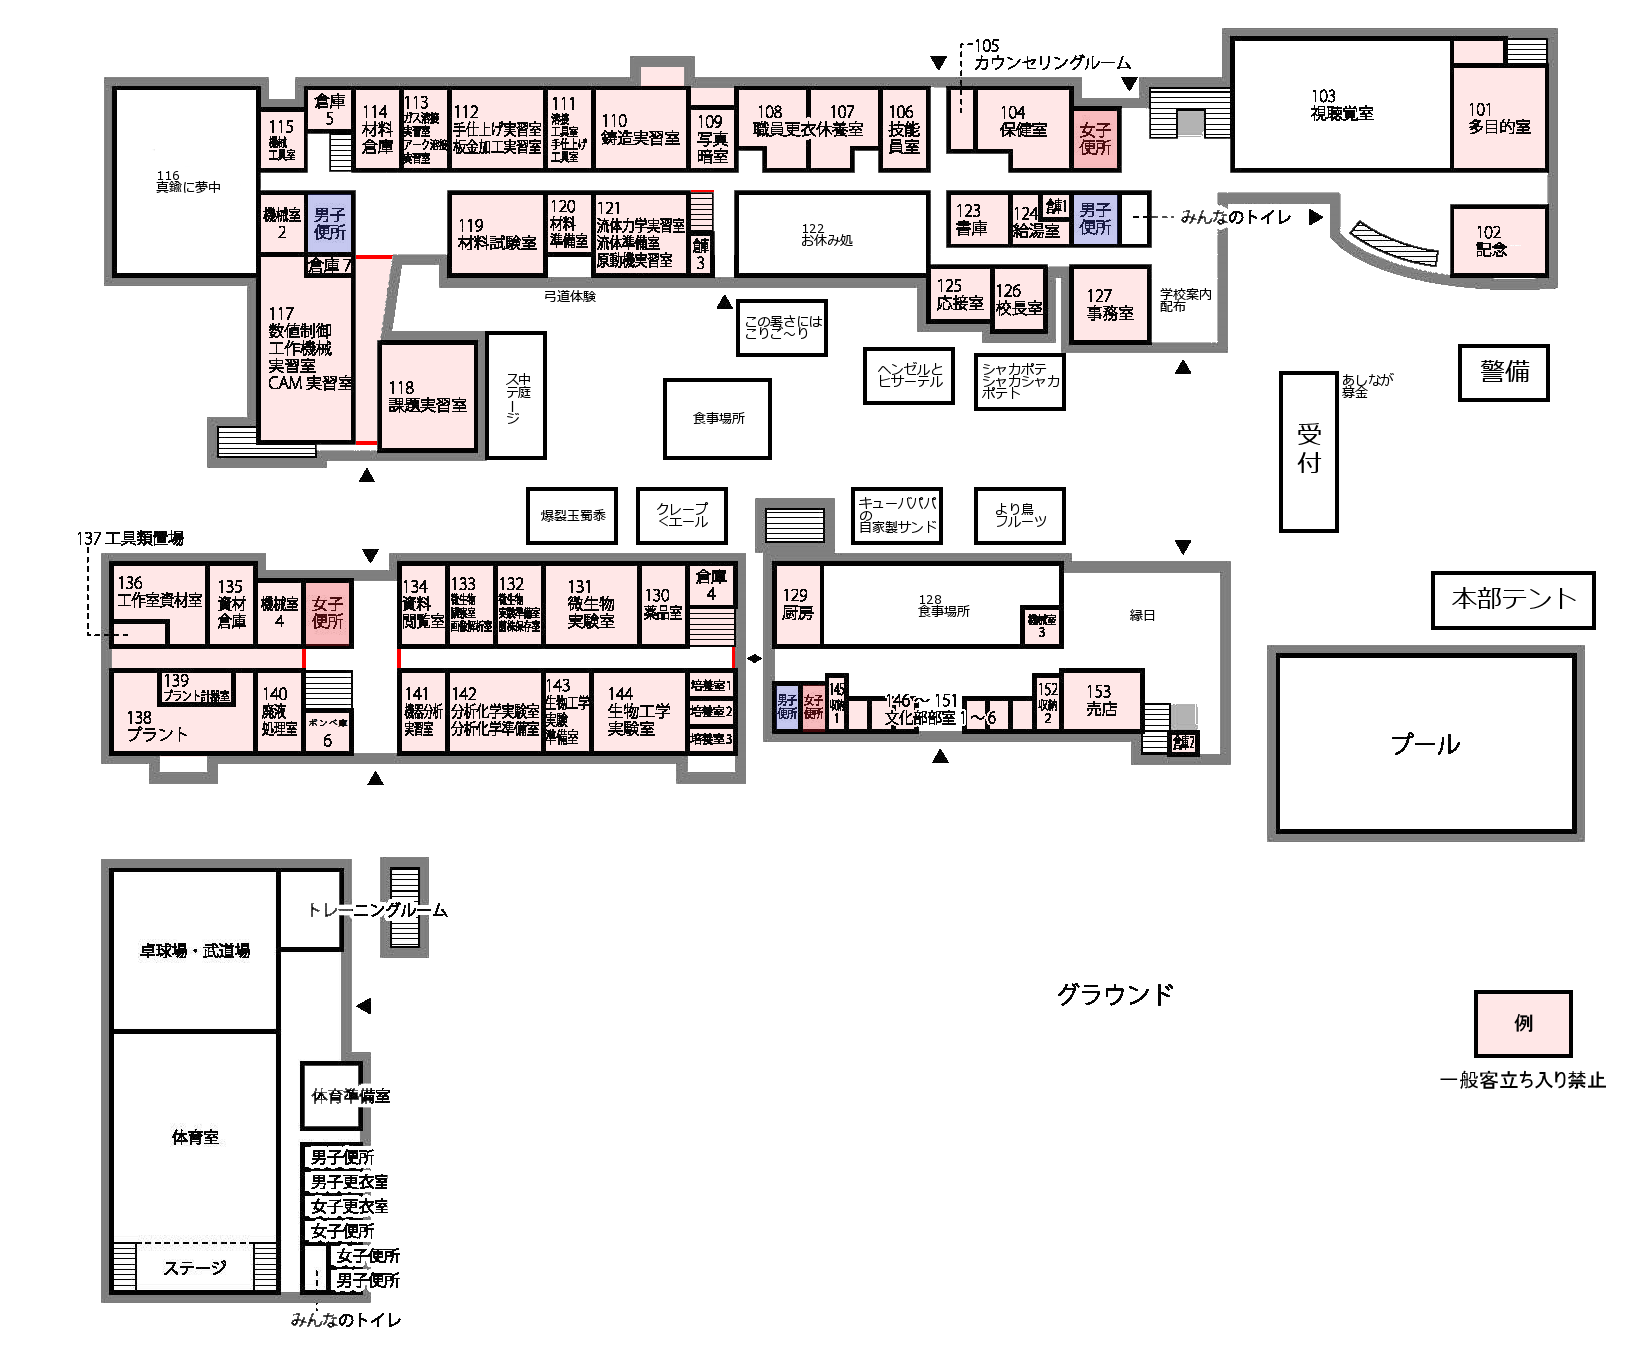 105
カウンセリングルーム
103
視聴覚室
101
多目的室
倉庫
5
115
機械
工具室
114
材料
倉庫
113
ガス溶接
実習室
アーク溶接
実習室
112
手仕上げ実習室
板金加工実習室
111
溶接
工具室
手仕上げ
工具室
110
鋳造実習室
109
写真
暗室
108
107
職員更衣休養室
106
技能
員室
104
保健室
女子
便所
116
真鍮に夢中
機械室
2
男子
便所
倉庫 7
119
材料試験室
120
材料
準備室
121
流体力学実習室
流体準備室
原動機実習室
倉庫
3
122
お休み処
123
書庫
124
給湯室
倉庫1
男子
便所
みんなのトイレ
102
記念
117
数値制御
工作機械
実習室
CAM 実習室
118
課題実習室
弓道体験
125
応接室
126
校長室
127
事務室
学校案内
配布
この暑さには
こりご〜り
ヘンゼルと
ヒサーテル
シャカポテ
シャカシャカ
ポテト
中庭
ステージ
食事場所
受付
あしなが
募金
警備
爆裂玉蜀黍
クレープ
<エール
キューバパパ
の
自家製サンド
より鳥
フルーツ
137 工具類置場
136
工作室資材室
135
資材
倉庫
機械室
4
女子
便所
134
資料
閲覧室
133
微生物
顕微鏡室
画像解析室
132
微生物
実験準備室
菌株保存室
131
微生物
実験室
130
薬品室
倉庫
4
129
厨房
128
食事場所
機械室
3
縁日
本部テント
139
プラント計器室
138
プラント
140
廃液
処理室
ボンベ庫
6
141
機器分析
実習室
142
分析化学実験室
分析化学準備室
143
生物工学
実験
準備室
144
生物工学
実験室
培養室 1
培養室 2
培養室 3
男子
便所
女子
便所
145
収納
1
146 〜 151
文化部部室 1 〜 6
152
収納
2
153
売店
倉庫2
プール
トレーニングルーム
卓球場・武道場
グラウンド
例
一般客立ち入り禁止
体育準備室
体育室
男子便所
男子更衣室
女子更衣室
女子便所
女子便所
男子便所
ステージ
みんなのトイレ